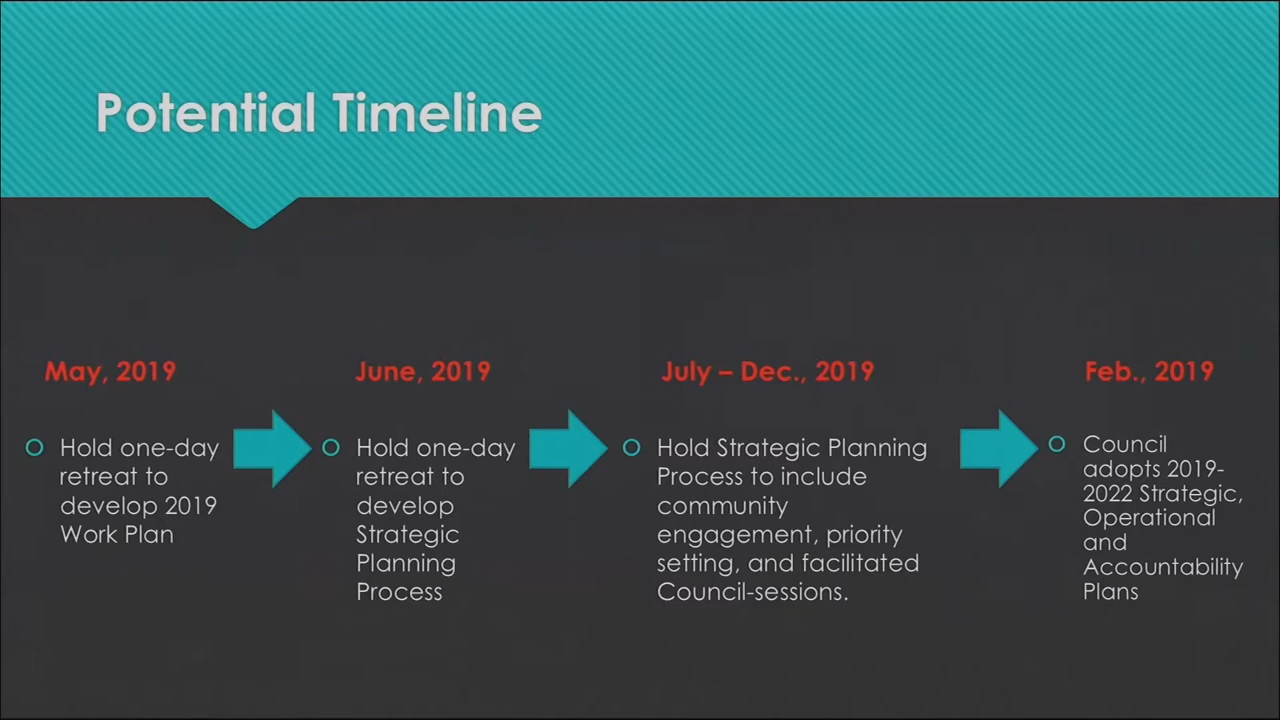 Potential Timeline
May, 2019
Hold one-day
retreat to
develop 2019
Work Plan
June, 2019
Hold one-day
retreat to
develop
Strategic
Planning
Process
July – Dec., 2019
Hold Strategic Planning
Process to include
community
engagement, priority
setting, and facilitated
Council-sessions.
Feb., 2019
Council
adopts 2019-
2022 Strategic,
Operational
and
Accountability
Plans